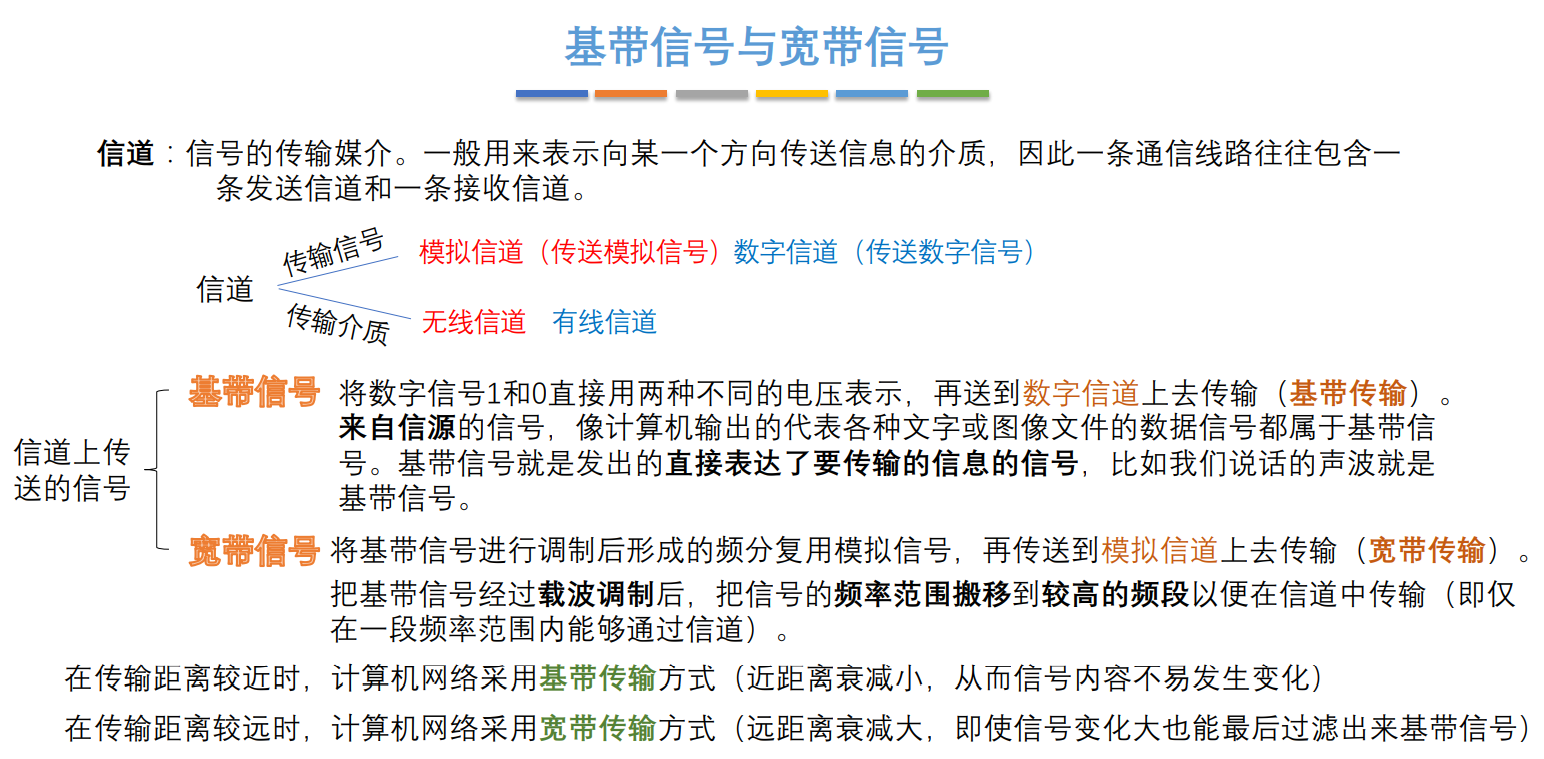 基带信号与宽带信号
信道：信号的传输媒介。一般用来表示向某一个方向传送信息的介质，因此一条通信线路往往包含一
条发送信道和一条接收信道。
传输信号
模拟信道（传送模拟信号）数字信道（传送数字信号）
信道
传输介质
无线信道 有线信道
基带信号 将数字信号1和0直接用两种不同的电压表示，再送到数字信道上去传输（基带传输）。
来自信源的信号，像计算机输出的代表各种文字或图像文件的数据信号都属于基带信
号。基带信号就是发出的直接表达了要传输的信息的信号，比如我们说话的声波就是
基带信号。
信道上传
送的信号
宽带信号 将基带信号进行调制后形成的频分复用模拟信号，再传送到模拟信道上去传输（宽带传输）。
把基带信号经过载波调制后，把信号的频率范围搬移到较高的频段以便在信道中传输（即仅
在一段频率范围内能够通过信道）。
在传输距离较近时，计算机网络采用基带传输方式（近距离衰减小，从而信号内容不易发生变化）
在传输距离较远时，计算机网络采用宽带传输方式（远距离衰减大，即使信号变化大也能最后过滤出来基带信号）